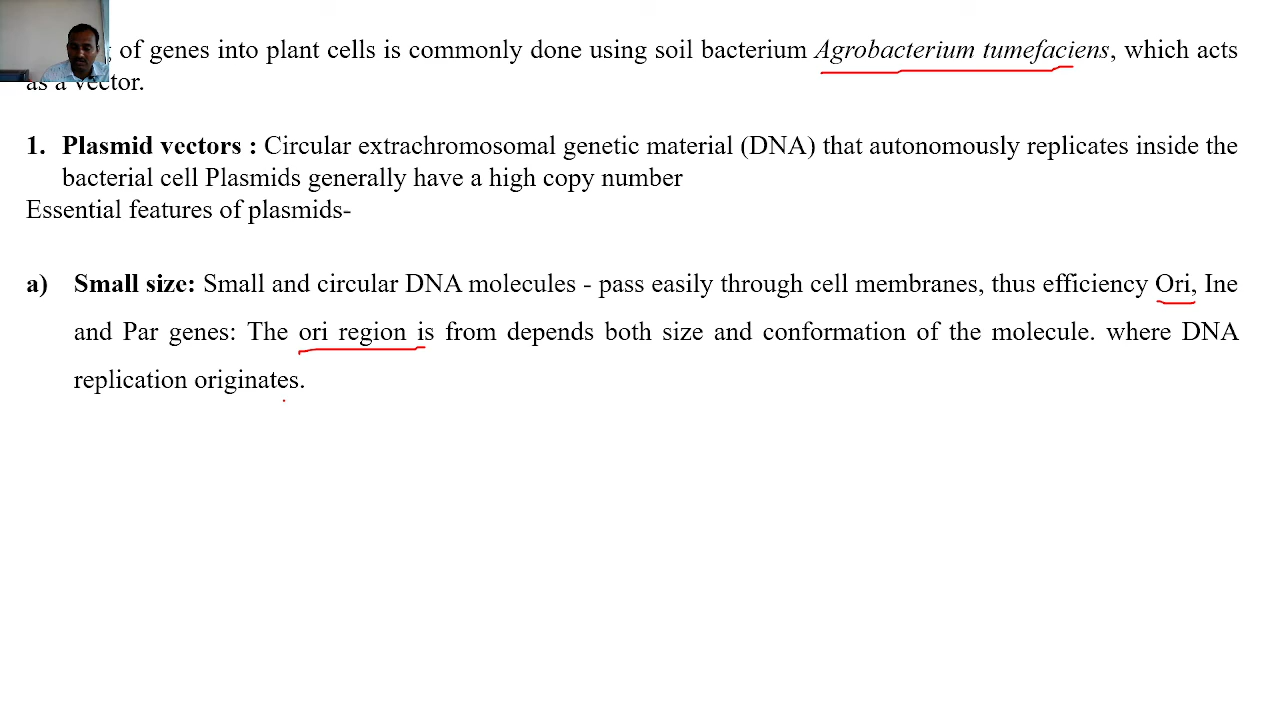 of genes into plant cells is commonly done using soil bacterium Agrobacterium tumefaciens, which acts
as a vector.
1. Plasmid vectors : Circular extrachromosomal genetic material (DNA) that autonomously replicates inside the
bacterial cell Plasmids generally have a high copy number
Essential features of plasmids-
a) Small size: Small and circular DNA molecules - pass easily through cell membranes, thus efficiency Ori, Ine
and Par genes: The ori region is from depends both size and conformation of the molecule. where DNA
replication originates.